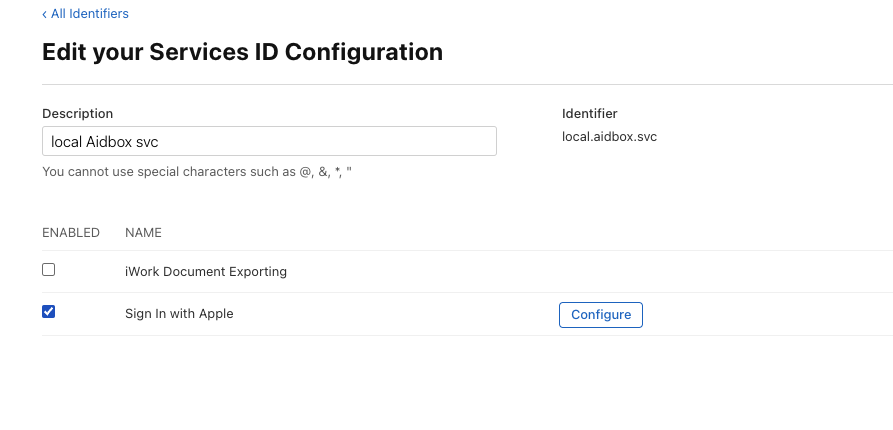 ‹ All Identifiers
Edit your Services ID Configuration
Description
Identifier
local Aidbox svc
local.aidbox.svc
You cannot use special characters such as @, &, *, "
ENABLED NAME
iWork Document Exporting
Sign In with Apple
Configure